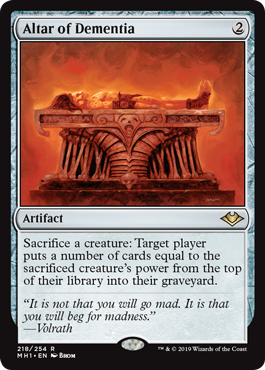 Altar of Dementia 2
Artifact
Sacrifice a creature: Target player
puts a number of cards equal to the
sacrificed creature's power from the top
of their library into their graveyard.
“It is not that you will go mad. It is that
you will beg for madness.”
—Volrath
218/254 R
MH1 • EN Brom ™ & © 2019 Wizards of the Coast